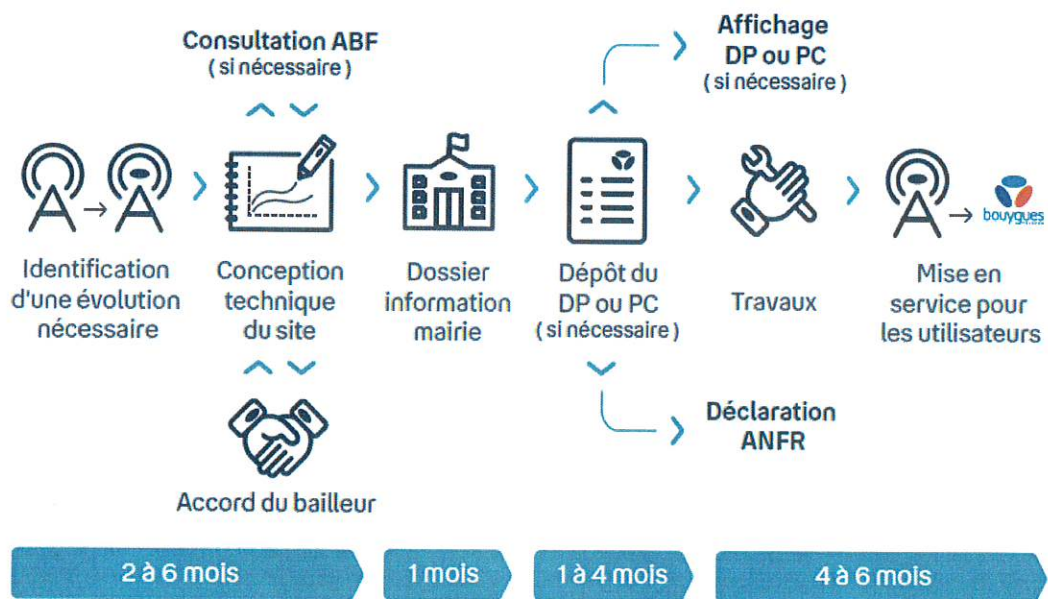 Consultation ABF
( si nécessaire )
Affichage
DP ou PC
( si nécessaire )
bouygues
Identification
d'une évolution
nécessaire
Conception
technique
du site
Dossier
information
mairie
Dépôt du
DP ou PC
( si nécessaire )
Travaux
Mise en
service pour
les utilisateurs
Accord du bailleur
Déclaration
ANFR
2 à 6 mois
1 mois
1 à 4 mois
4 à 6 mois